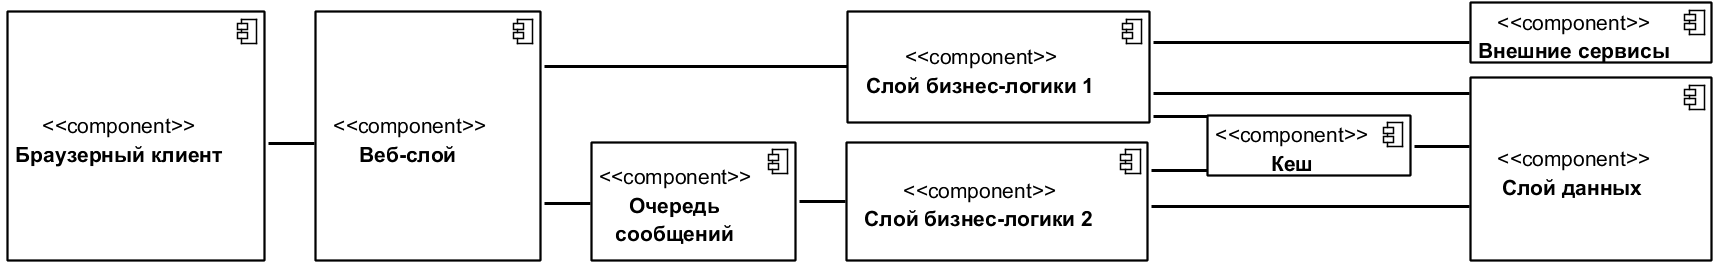 <<component>>
Браузерный клиент
<<component>>
Веб-слой
<<component>>
Очередь
сообщений
<<component>>
Слой бизнес-логики 1
<<component>>
Слой бизнес-логики 2
<<component>>
Кеш
<<component>>
Внешние сервисы
<<component>>
Слой данных